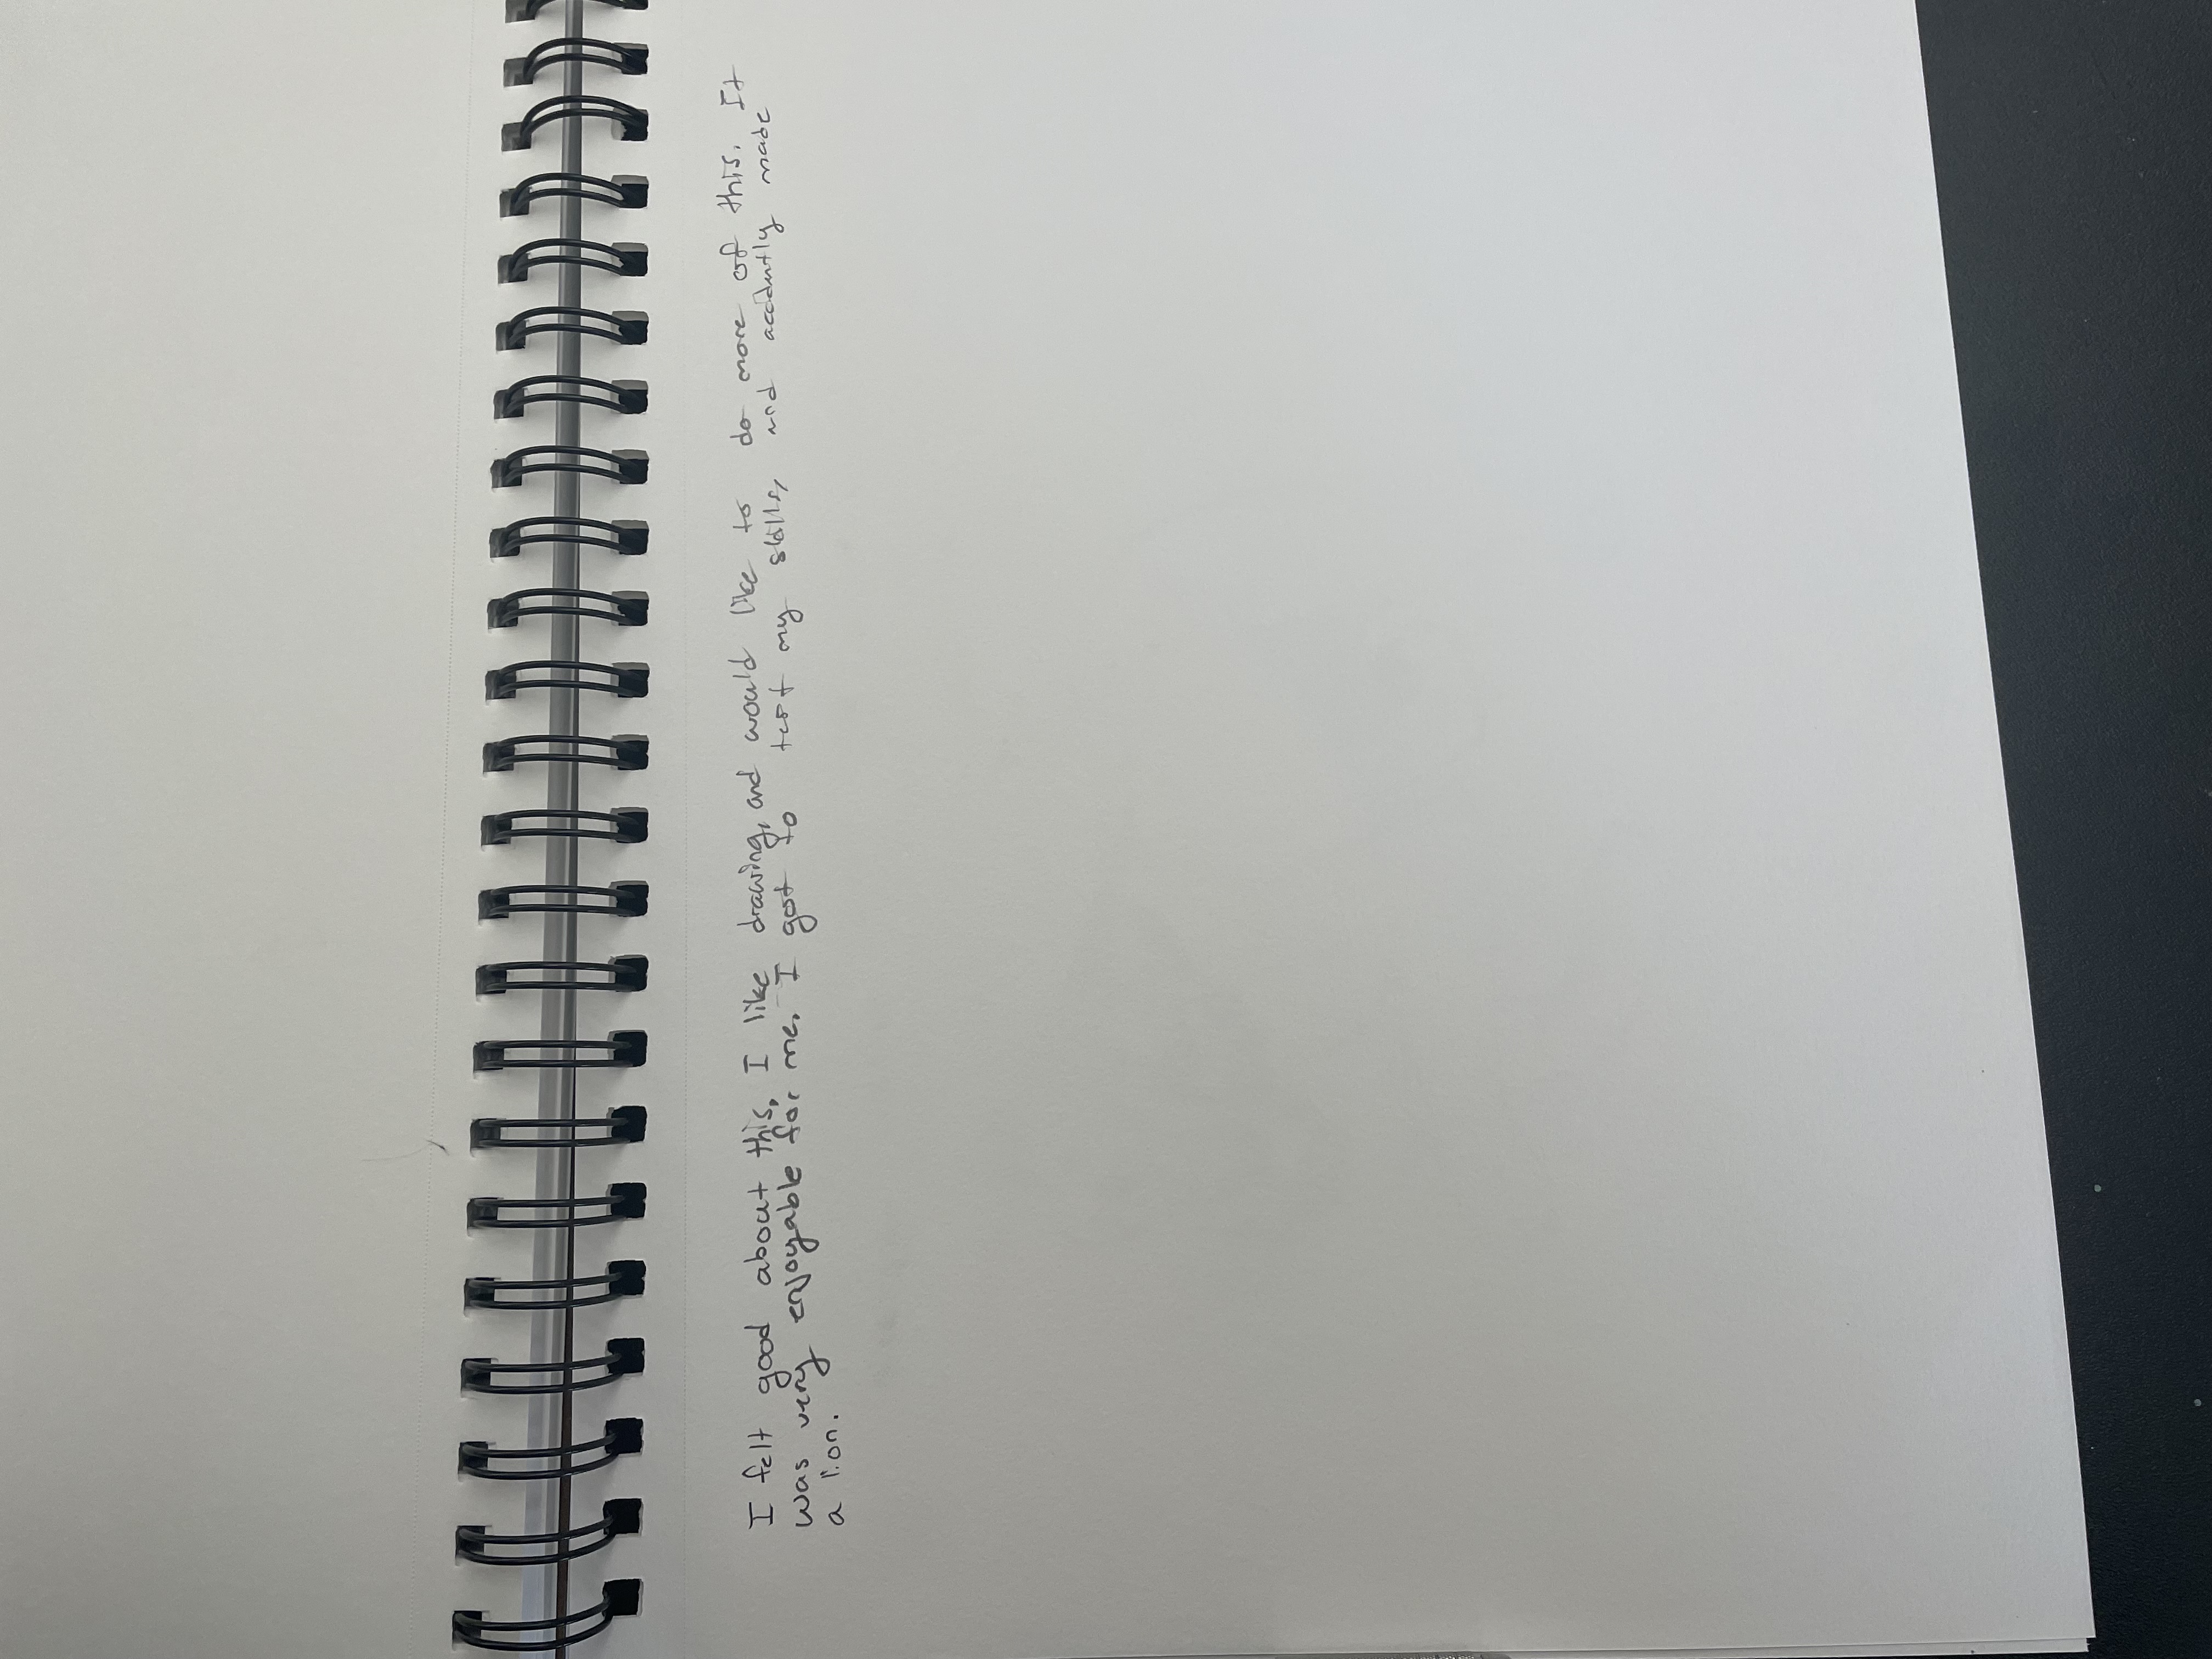 I felt good about this. I like drawing, and would like to do more of this. It
was very enjoyable for me. I got to test my skills, and accidntly made
a lion.